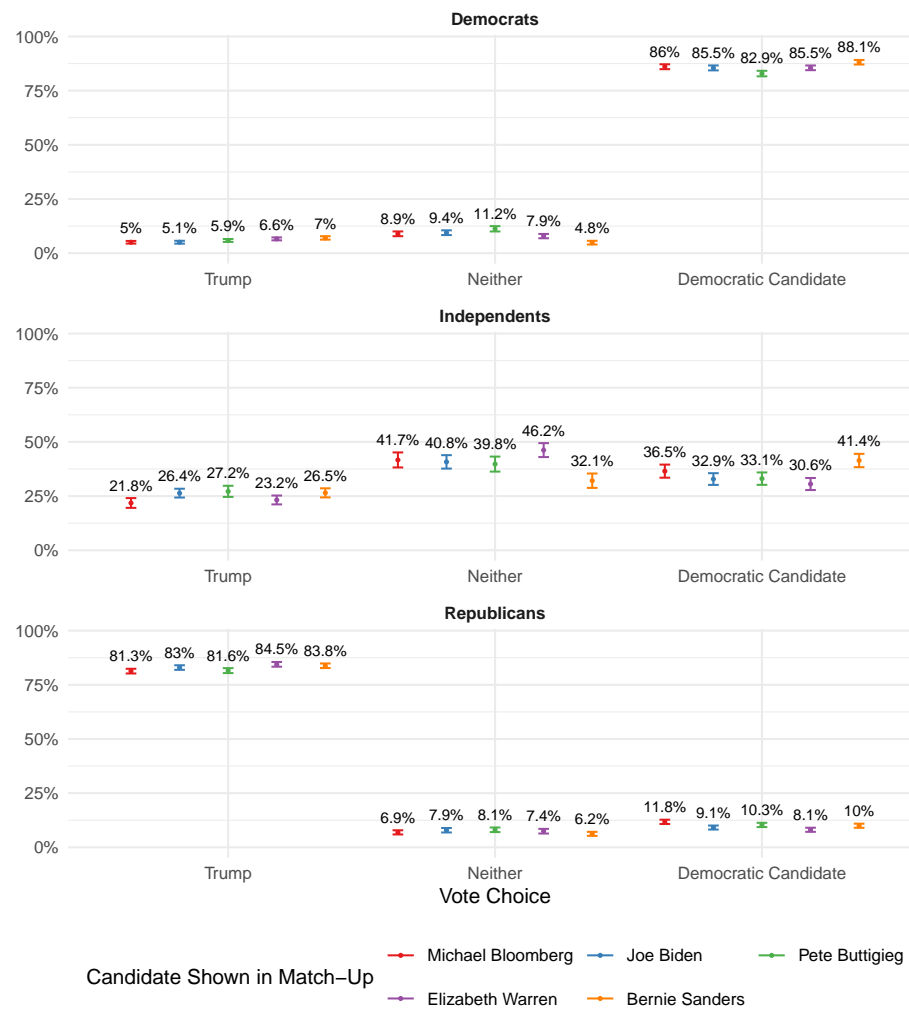 Democrats
100%
75%
50%
25%
0%
5% 5.1% 5.9% 6.6% 7% 8.9% 9.4% 11.2% 7.9% 4.8% 86% 85.5% 82.9% 85.5% 88.1%
Trump Neither Democratic Candidate
Independents
100%
75%
50%
25%
0%
21.8% 26.4% 27.2% 23.2% 26.5% 41.7% 40.8% 39.8% 46.2% 32.1% 36.5% 32.9% 33.1% 30.6% 41.4%
Trump Neither Democratic Candidate
Republicans
100%
75%
50%
25%
0%
81.3% 83% 81.6% 84.5% 83.8% 6.9% 7.9% 8.1% 7.4% 6.2% 11.8% 9.1% 10.3% 8.1% 10%
Trump Neither Democratic Candidate
Vote Choice
Candidate Shown in Match−Up
Michael Bloomberg Joe Biden Pete Buttigieg
Elizabeth Warren Bernie Sanders